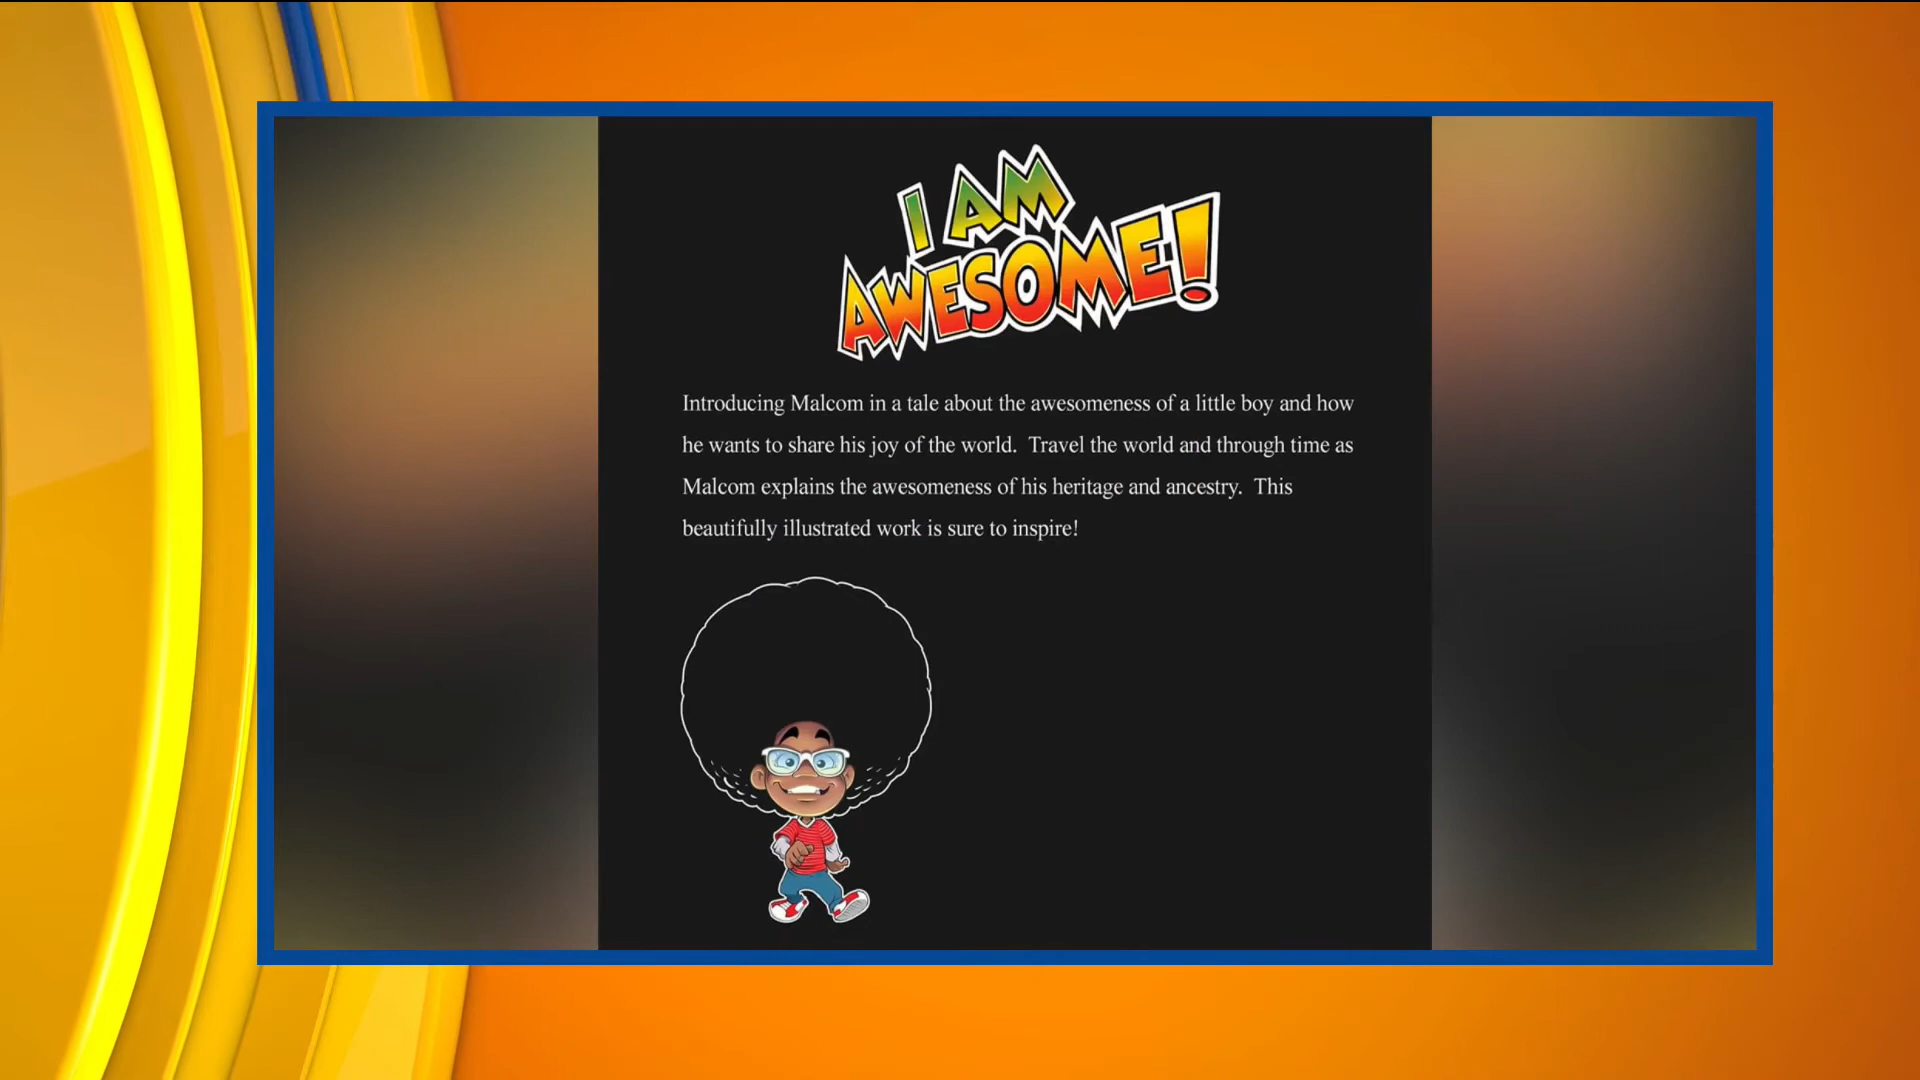 I AM
AWESOME!
Introducing Malcom in a tale about the awesomeness of a little boy and how
he wants to share his joy of the world.  Travel the world and through time as
Malcom explains the awesomeness of his heritage and ancestry.  This
beautifully illustrated work is sure to inspire!